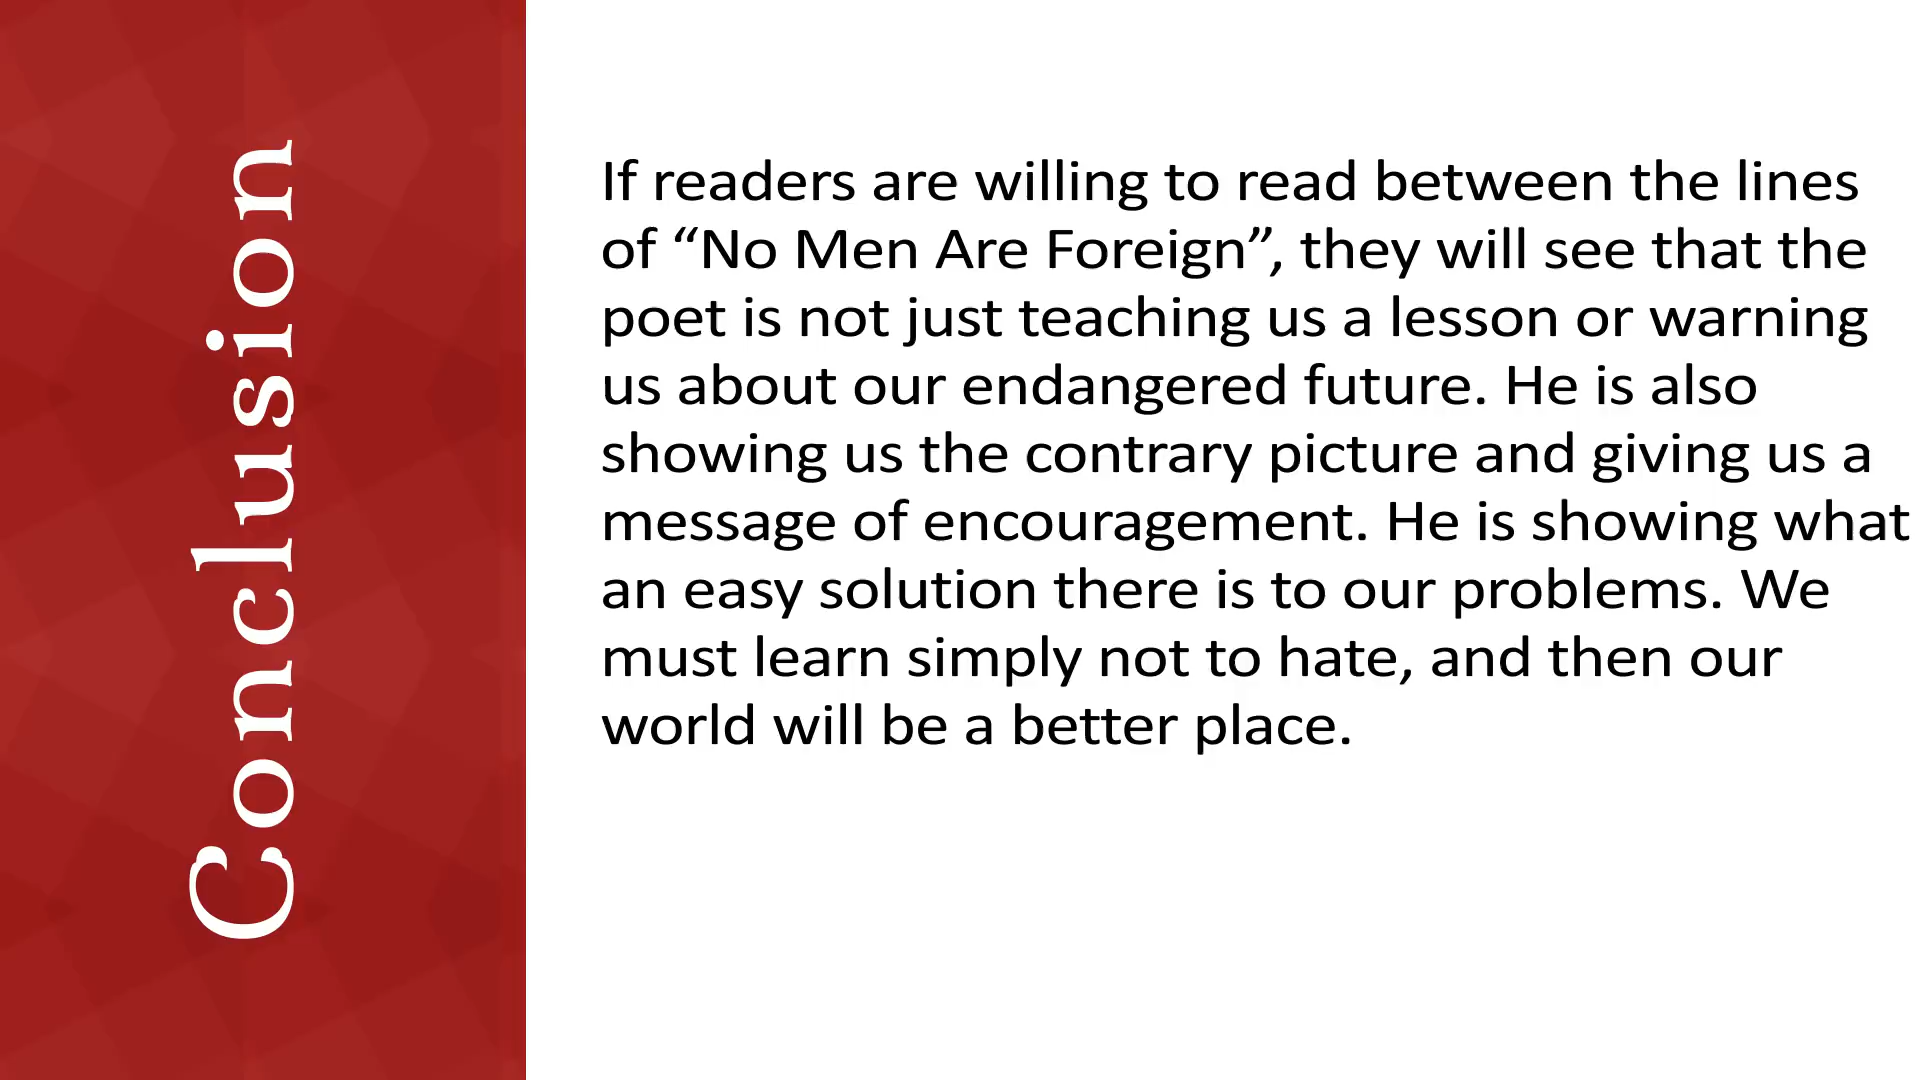 Conclusion
If readers are willing to read between the lines
of “No Men Are Foreign”, they will see that the
poet is not just teaching us a lesson or warning
us about our endangered future. He is also
showing us the contrary picture and giving us a
message of encouragement. He is showing what
an easy solution there is to our problems. We
must learn simply not to hate, and then our
world will be a better place.